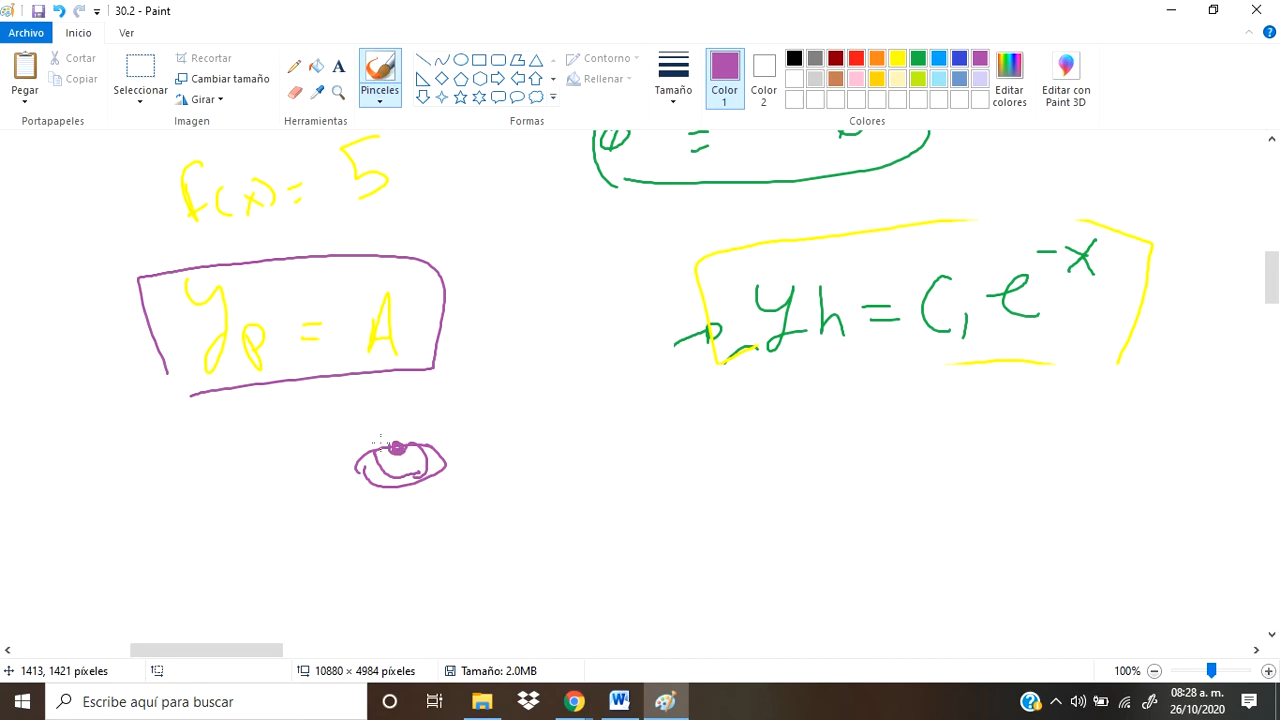 30.2 - Paint
Archivo Inicio Ver
Pegar
Cortar
Copiar
Portapapeles
Seleccionar
Recortar
Cambiar tamaño
Girar
Imagen
Herramientas
Pinceles
Contorno
Rellenar
Formas
Tamaño
Color 1
Color 2
Editar colores
Editar con Paint 3D
Colores
f(x) = 5
yp = A
yh = C1 e^-x
1413, 1421 píxeles
10880 × 4984 píxeles
Tamaño: 2.0MB
100%
Escribe aquí para buscar
08:28 a. m.
26/10/2020